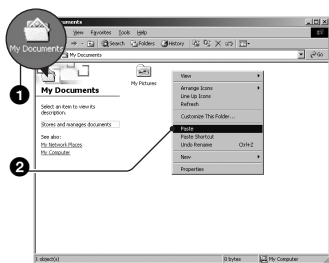 My Documents
View Favorites Tools Help
Search Folders History
My Documents
Go
My Documents
Select an item to view its
description.
Stores and manages documents
See also:
My Network Places
My Computer
My Pictures
View
Arrange Icons
Line Up Icons
Refresh
Customize This Folder...
Paste
Paste Shortcut
Undo Rename Ctrl+Z
New
Properties
1
2
1 object(s)
0 bytes
My Computer